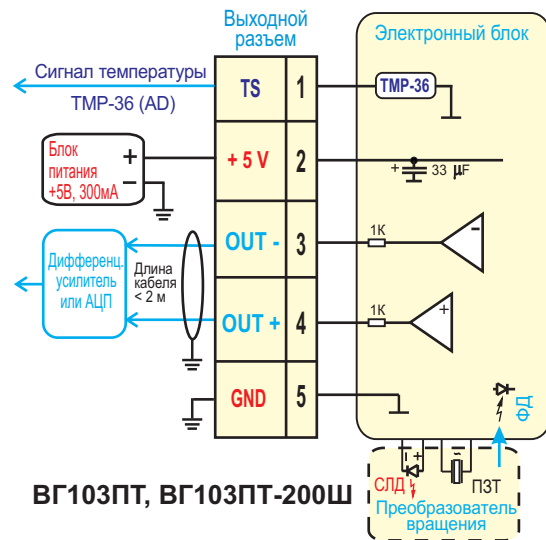 Выходной
разъем
Электронный блок
Сигнал температуры
TMP-36 (AD)
TS
1
TMP-36
Блок
питания
+5В, 300мА
+
−
+ 5 V
2
+
33 μF
Дифференц.
усилитель
или АЦП
Длина
кабеля
< 2 м
OUT -
3
1К
-
OUT +
4
1К
+
GND
5
ФД
− +
~
СЛД
ПЗТ
Преобразователь
вращения
ВГ103ПТ, ВГ103ПТ-200Ш